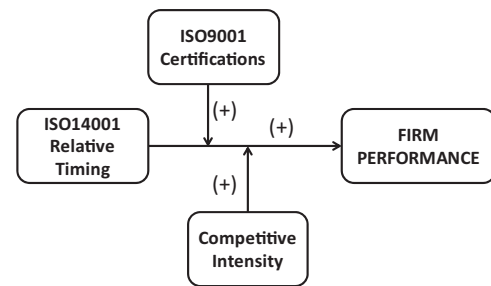 ISO9001
Certifications
(+)
(+)
ISO14001
Relative
Timing
FIRM
PERFORMANCE
(+)
Competitive
Intensity